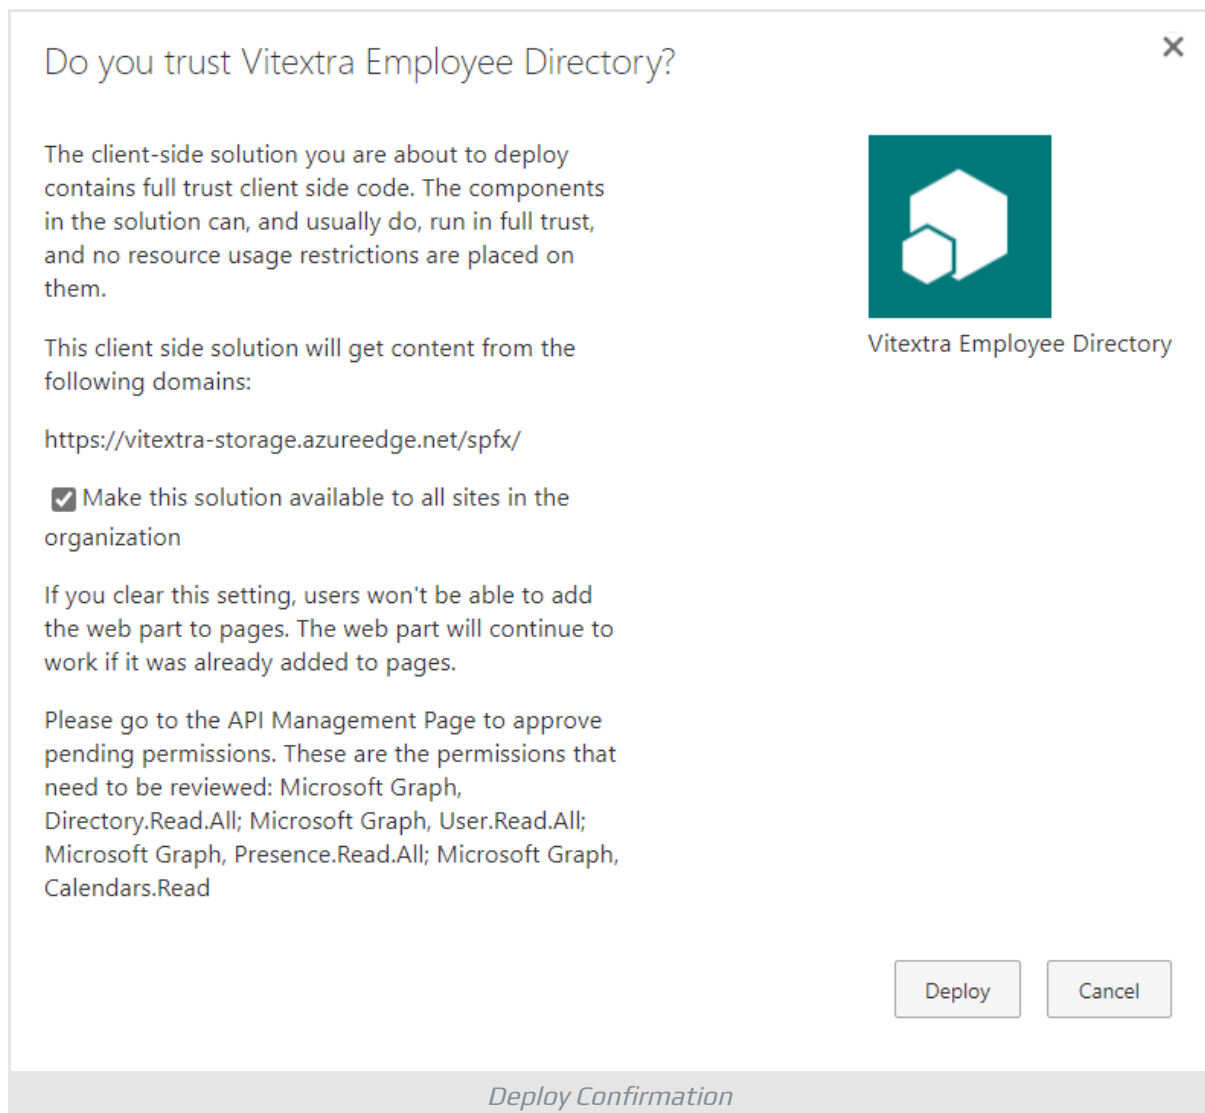 Do you trust Vitextra Employee Directory?
The client-side solution you are about to deploy
contains full trust client side code. The components
in the solution can, and usually do, run in full trust,
and no resource usage restrictions are placed on
them.
This client side solution will get content from the
following domains:
https://vitextra-storage.azureedge.net/spfx/
Make this solution available to all sites in the
organization
If you clear this setting, users won't be able to add
the web part to pages. The web part will continue to
work if it was already added to pages.
Please go to the API Management Page to approve
pending permissions. These are the permissions that
need to be reviewed: Microsoft Graph,
Directory.Read.All; Microsoft Graph, User.Read.All;
Microsoft Graph, Presence.Read.All; Microsoft Graph,
Calendars.Read
Vitextra Employee Directory
Deploy
Cancel
Deploy Confirmation